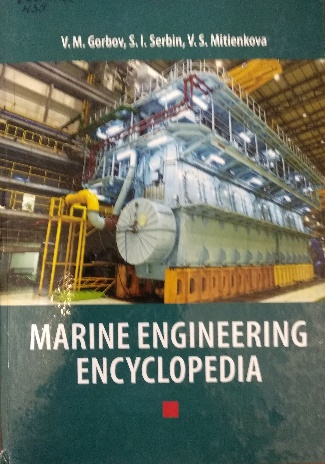 V. M. Gorbov, S. I. Serbin, V. S. Mitienkova
MARINE ENGINEERING
ENCYCLOPEDIA